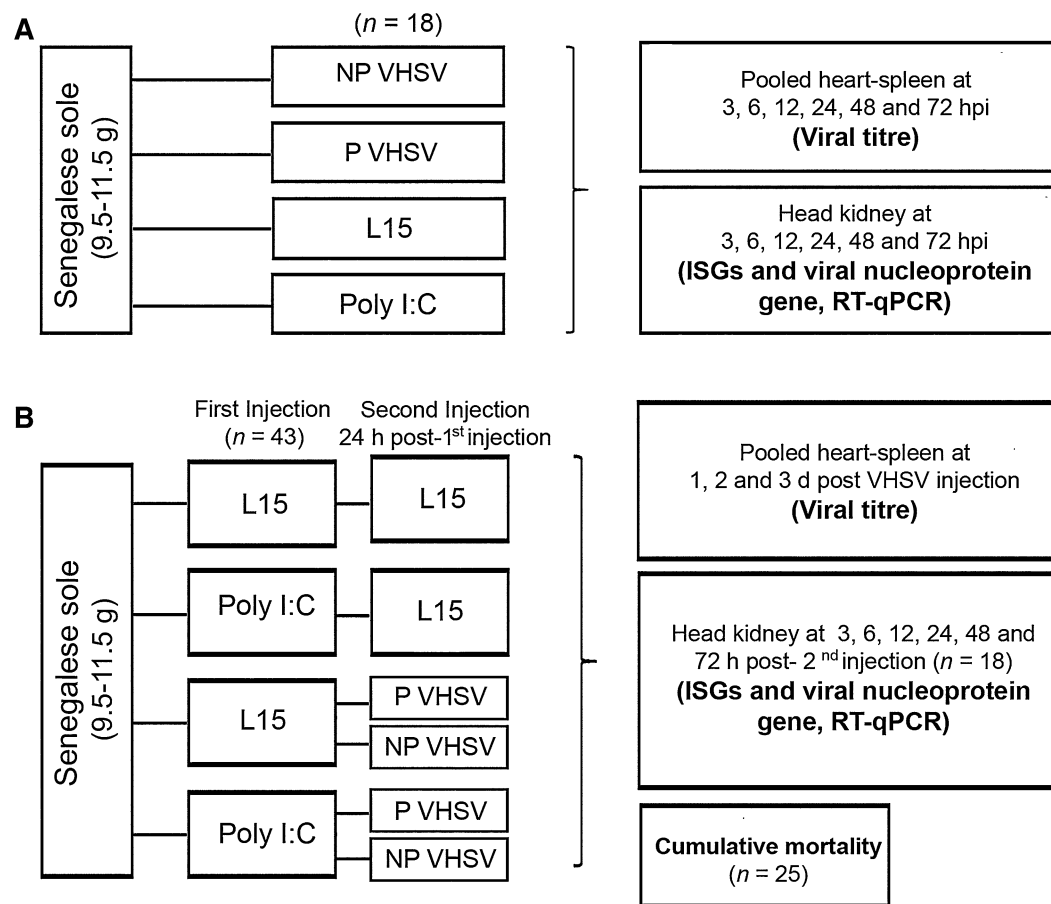 A
(n = 18)
Senegalese sole
(9.5-11.5 g)
NP VHSV
P VHSV
L15
Poly I:C
Pooled heart-spleen at
3, 6, 12, 24, 48 and 72 hpi
(Viral titre)
Head kidney at
3, 6, 12, 24, 48 and 72 hpi
(ISGs and viral nucleoprotein
gene, RT-qPCR)
B
First Injection
(n = 43)
Second Injection
24 h post-1st injection
Senegalese sole
(9.5-11.5 g)
L15
L15
Poly I:C
L15
L15
P VHSV
NP VHSV
Poly I:C
P VHSV
NP VHSV
Pooled heart-spleen at
1, 2 and 3 d post VHSV injection
(Viral titre)
Head kidney at 3, 6, 12, 24, 48 and
72 h post- 2 nd injection (n = 18)
(ISGs and viral nucleoprotein
gene, RT-qPCR)
Cumulative mortality
(n = 25)